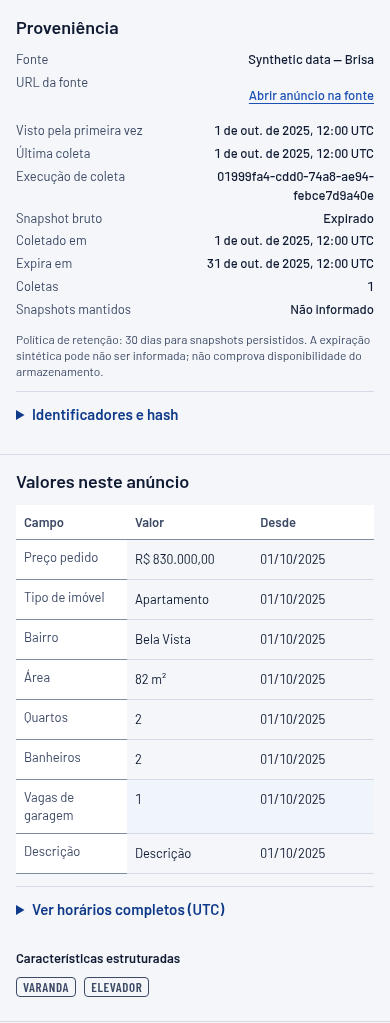 Proveniência
Fonte Synthetic data — Brisa
URL da fonte
Abrir anúncio na fonte
Visto pela primeira vez 1 de out. de 2025, 12:00 UTC
Última coleta 1 de out. de 2025, 12:00 UTC
Execução de coleta 01999fa4-cdd0-74a8-ae94-
febce7d9a40e
Snapshot bruto Expirado
Coletado em 1 de out. de 2025, 12:00 UTC
Expira em 31 de out. de 2025, 12:00 UTC
Coletas 1
Snapshots mantidos Não informado
Política de retenção: 30 dias para snapshots persistidos. A expiração
sintética pode não ser informada; não comprova disponibilidade do
armazenamento.
Identificadores e hash
Valores neste anúncio
Campo Valor Desde
Preço pedido R$ 830.000,00 01/10/2025
Tipo de imóvel Apartamento 01/10/2025
Bairro Bela Vista 01/10/2025
Área 82 m² 01/10/2025
Quartos 2 01/10/2025
Banheiros 2 01/10/2025
Vagas de 1 01/10/2025
garagem
Descrição Descrição 01/10/2025
Ver horários completos (UTC)
Características estruturadas
VARANDA ELEVADOR